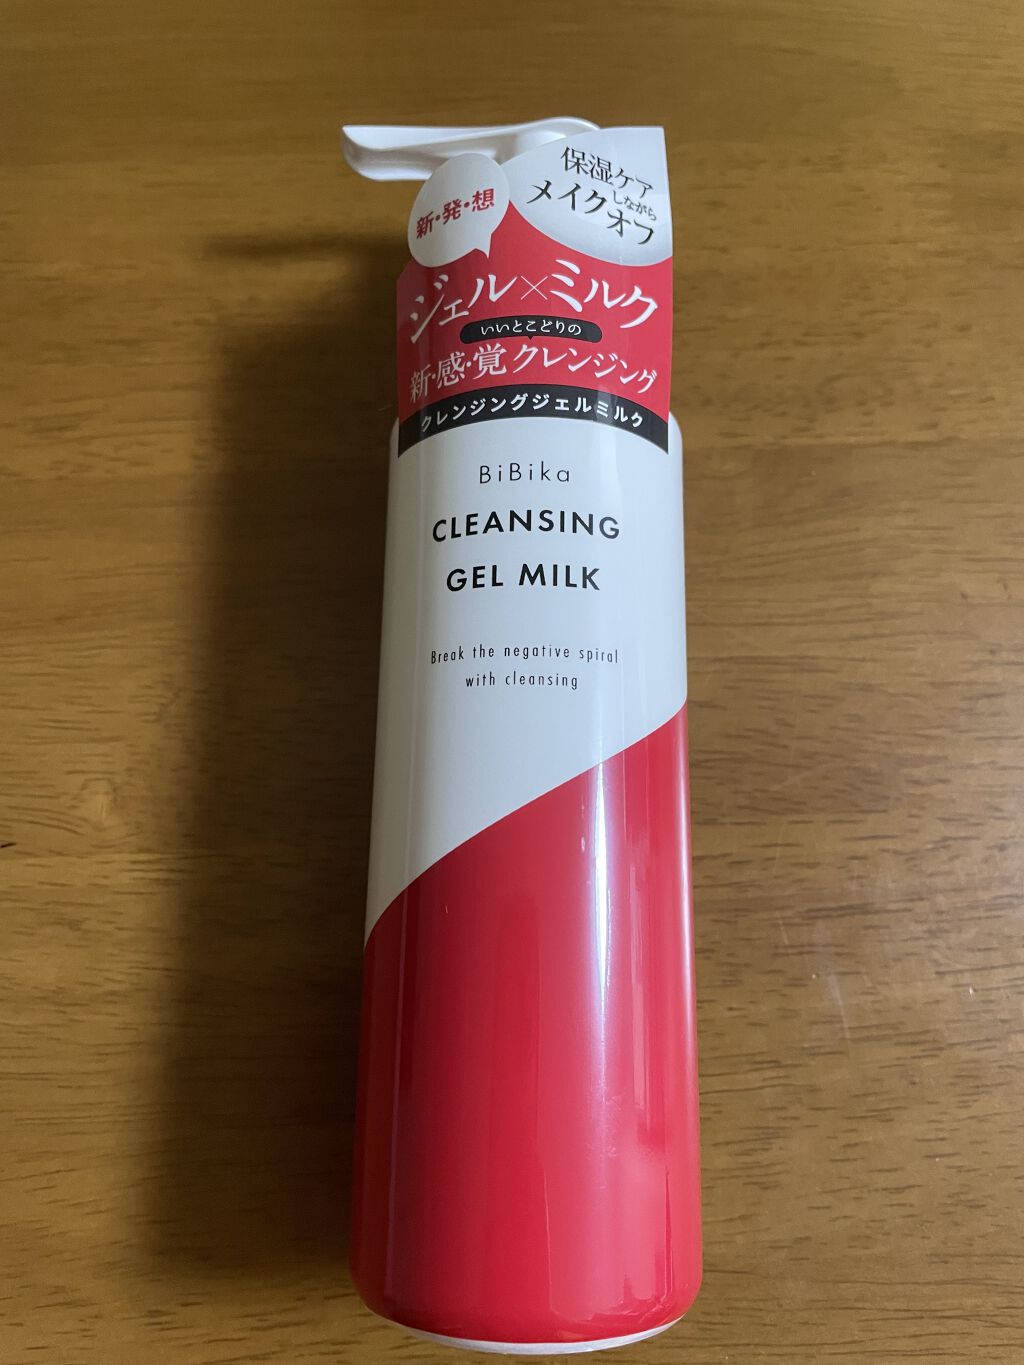 保湿ケア
しながら
メイクオフ
新・発・想
ジェル×ミルク
いいとこどりの
新・感・覚クレンジング
クレンジングジェルミルク
BiBika
CLEANSING
GEL MILK
Break the negative spiral
with cleansing